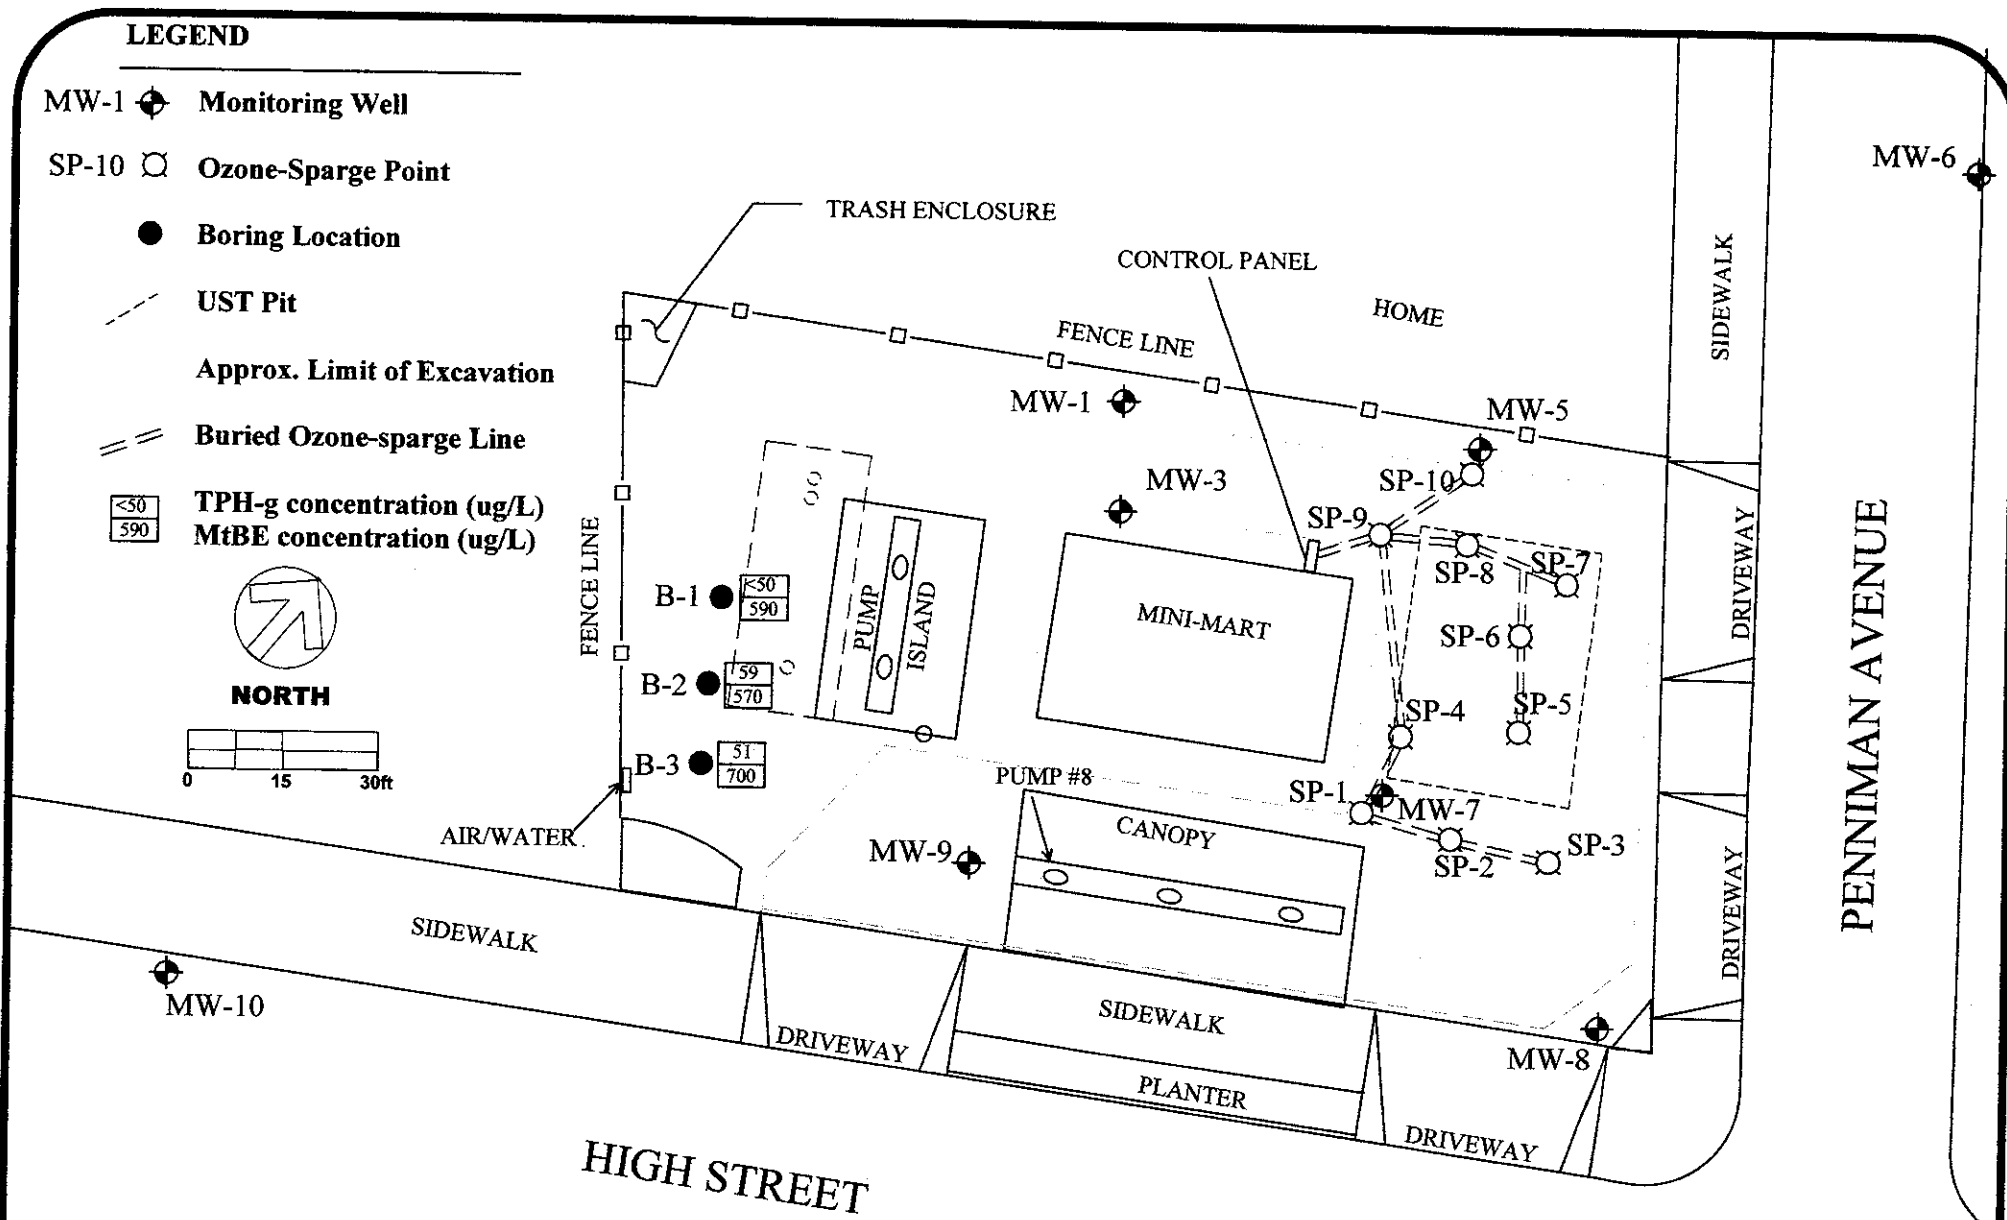 LEGEND
MW-1 Monitoring Well
SP-10 Ozone-Sparge Point
Boring Location
UST Pit
Approx. Limit of Excavation
Buried Ozone-sparge Line
<50 TPH-g concentration (ug/L)
590 MtBE concentration (ug/L)
NORTH
0 15 30ft
TRASH ENCLOSURE
CONTROL PANEL
HOME
FENCE LINE
MW-1
MW-5
MW-3
SP-10
SP-9
SP-8
SP-7
SP-6
SP-5
SP-4
SP-1
MW-7
SP-2
SP-3
MW-6
SIDEWALK
DRIVEWAY
DRIVEWAY
PENNIMAN AVENUE
FENCE LINE
B-1
<50
590
B-2
59
570
B-3
51
700
PUMP
ISLAND
MINI-MART
PUMP #8
CANOPY
AIR/WATER
MW-9
SIDEWALK
MW-10
DRIVEWAY
SIDEWALK
PLANTER
MW-8
DRIVEWAY
HIGH STREET